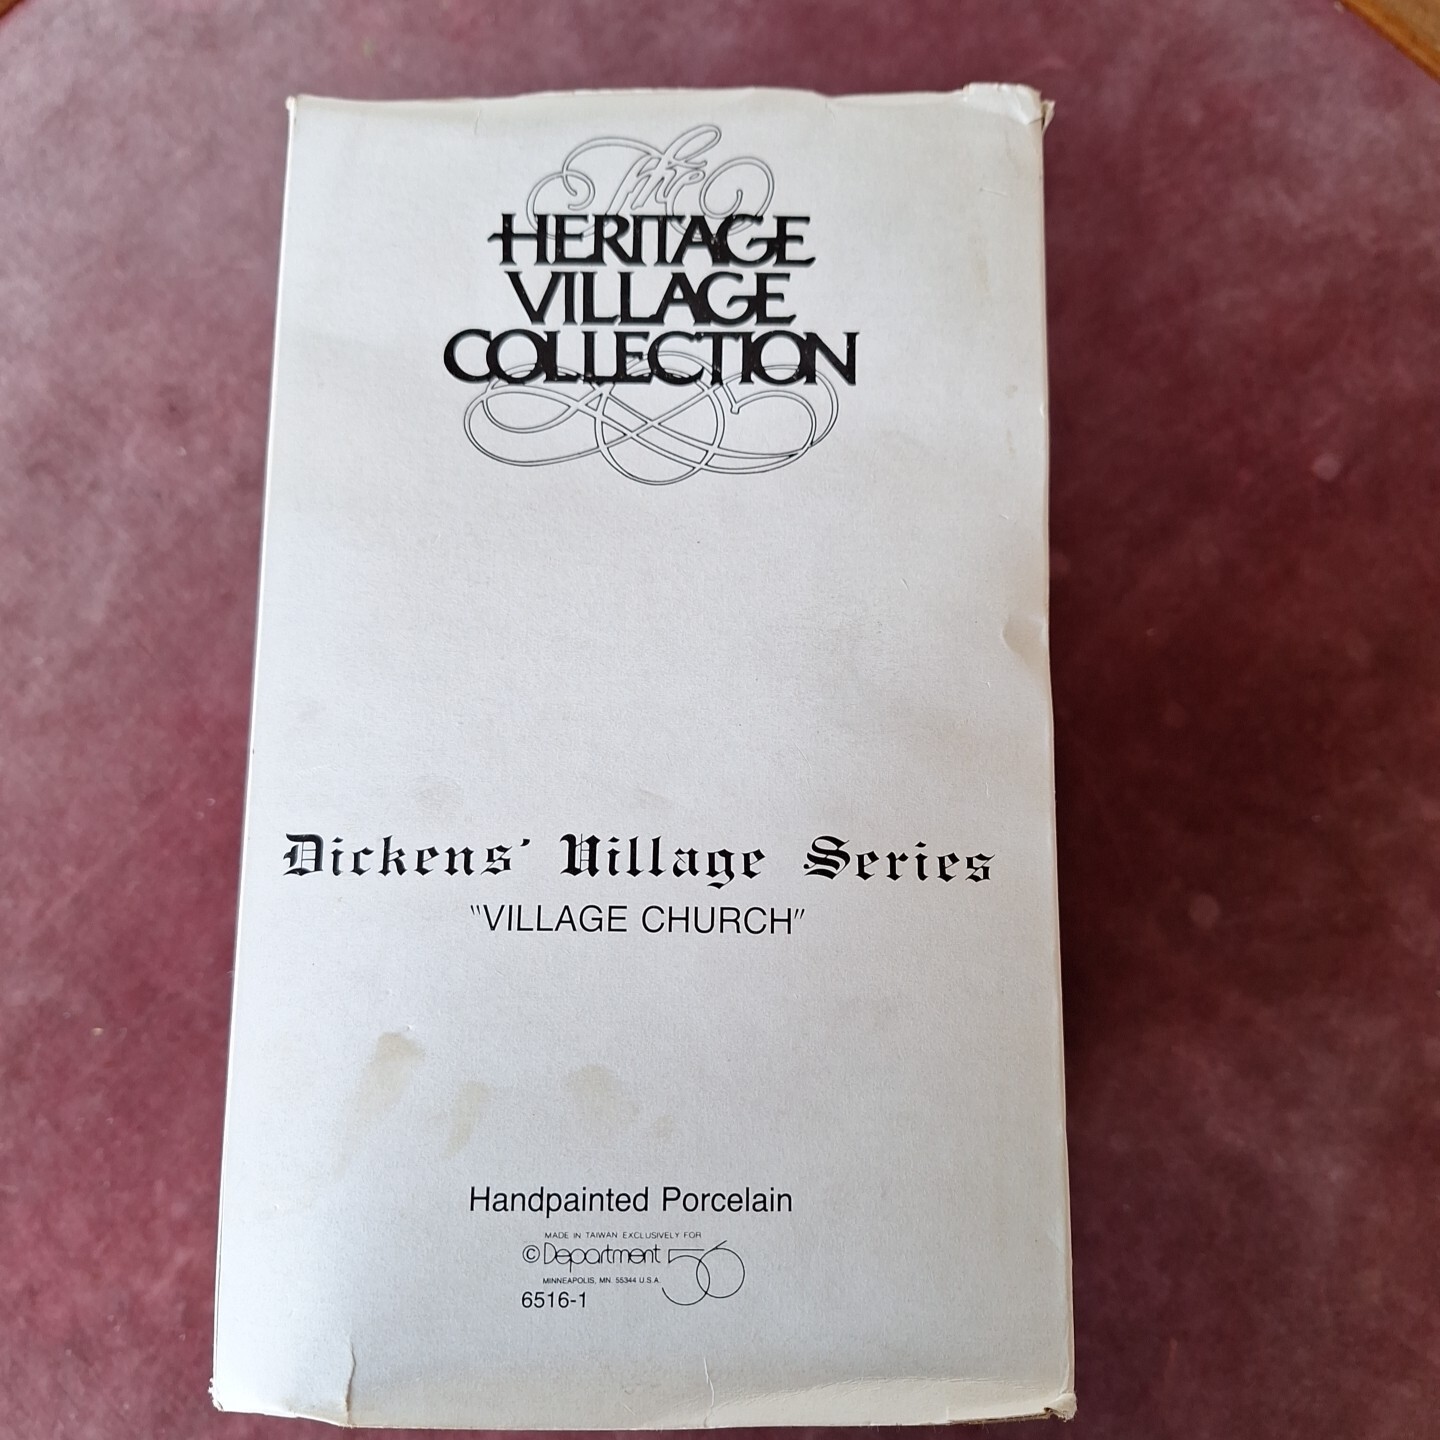 The
HERITAGE
VILLAGE
COLLECTION
Dickens' Village Series
"VILLAGE CHURCH"
Handpainted Porcelain
MADE IN TAIWAN EXCLUSIVELY FOR
© Department 56
MINNEAPOLIS, MN. 55344 U.S.A.
6516-1